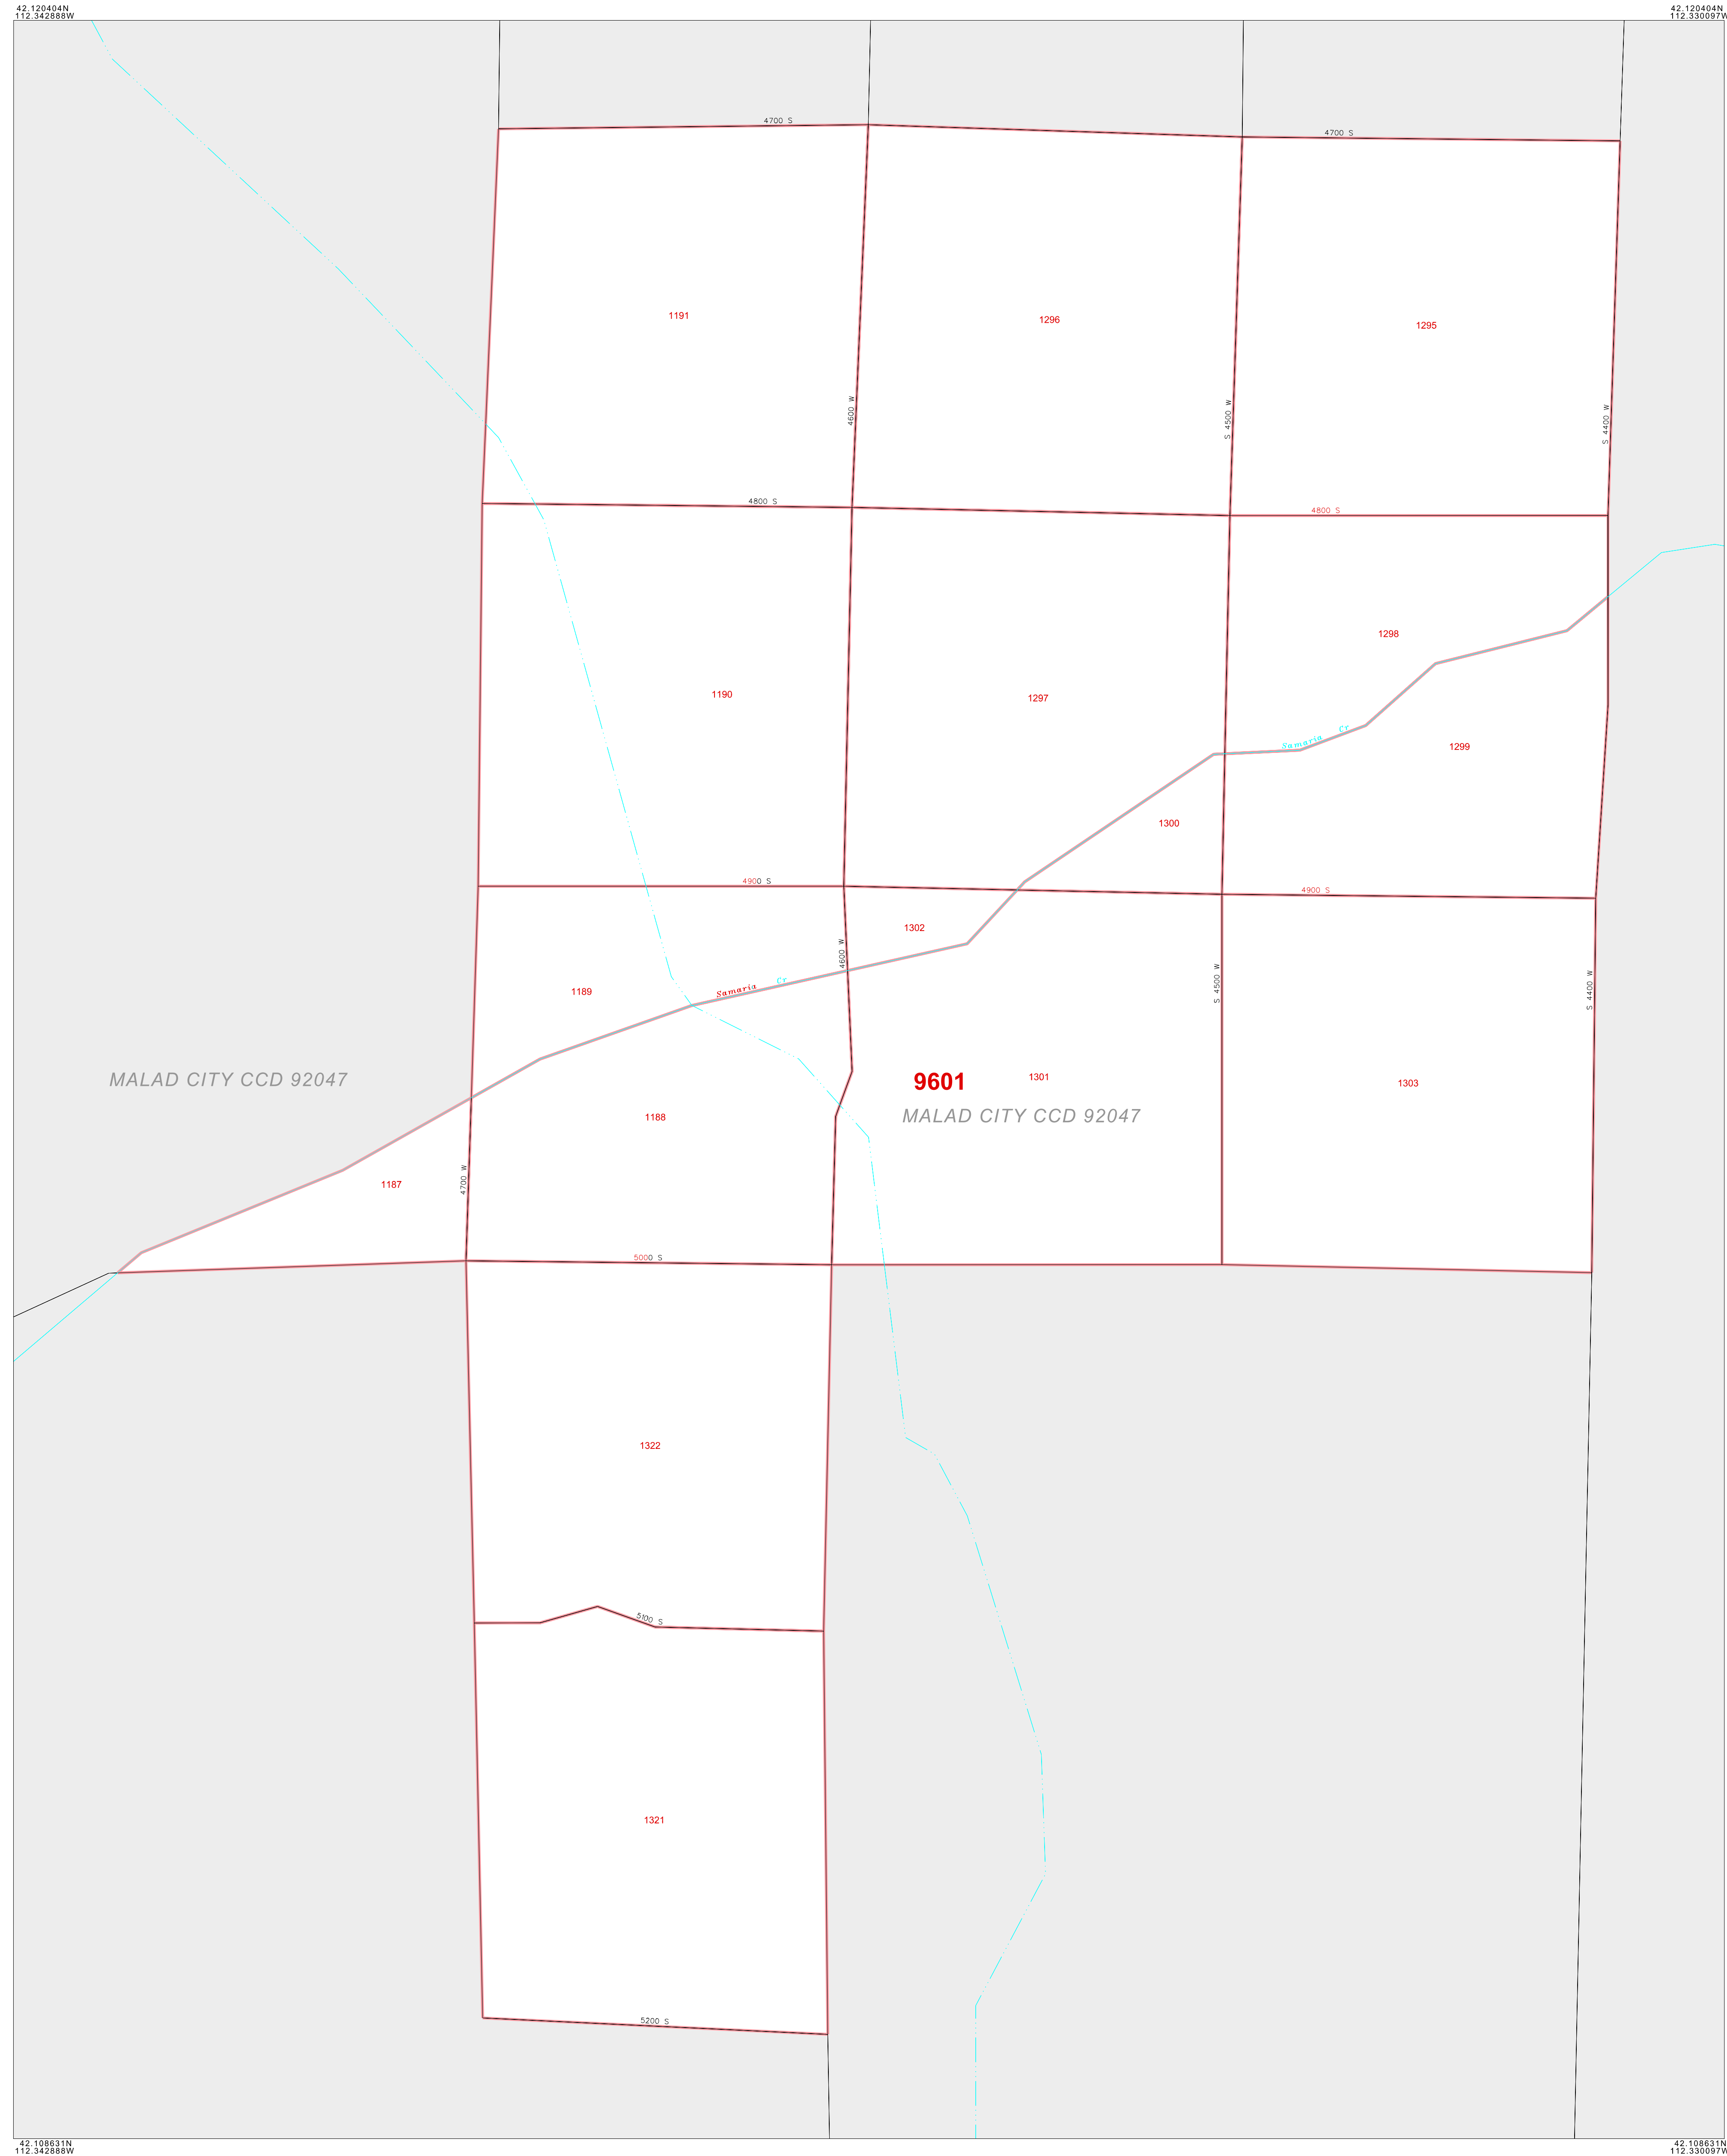 42.120404N
112.342888W
42.120404N
112.330097W
4700 S
4700 S
1191
1296
1295
4600 W
S 4500 W
S 4400 W
4800 S
4800 S
1298
1190
1297
Samaria Cr
1299
1300
4900 S
4900 S
1302
4600 W
S 4500 W
S 4400 W
Samaria Cr
1189
MALAD CITY CCD 92047
9601
1301
1303
MALAD CITY CCD 92047
1188
4700 W
1187
5000 S
1322
5100 S
1321
5200 S
42.108631N
112.342888W
42.108631N
112.330097W